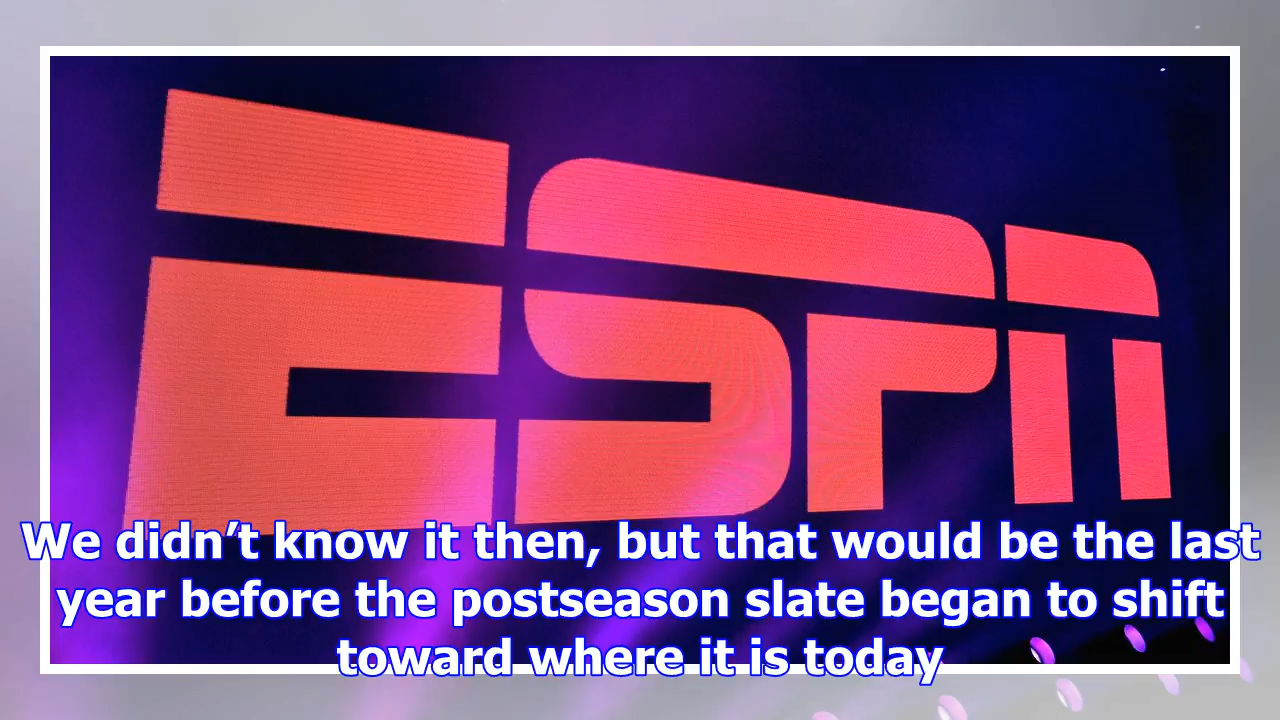 ESPN
We didn’t know it then, but that would be the last
year before the postseason slate began to shift
toward where it is today